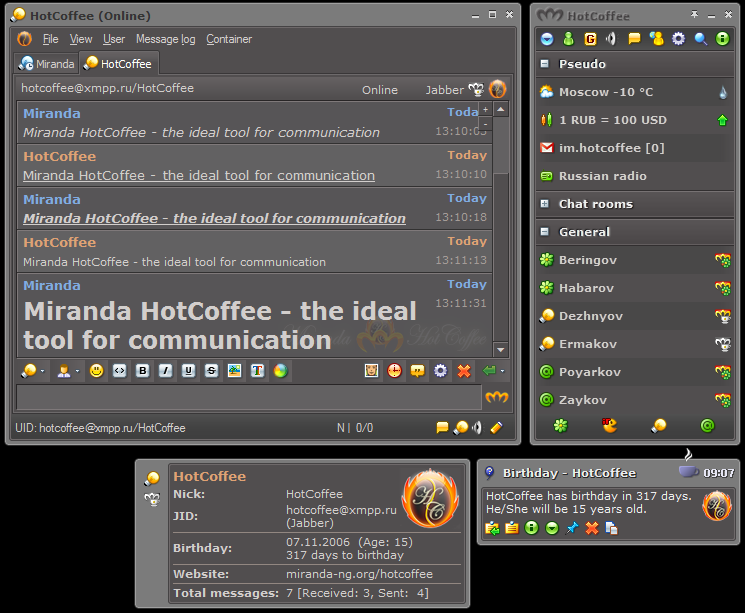 HotCoffee (Online)
File View User Message log Container
Miranda HotCoffee
hotcoffee@xmpp.ru/HotCoffee Online Jabber
Miranda Today
Miranda HotCoffee - the ideal tool for communication 13:10:03
HotCoffee Today
Miranda HotCoffee - the ideal tool for communication 13:10:10
Miranda Today
Miranda HotCoffee - the ideal tool for communication 13:10:18
HotCoffee Today
Miranda HotCoffee - the ideal tool for communication 13:11:13
Miranda Today
Miranda HotCoffee - the ideal 13:11:31
tool for communication
Miranda HotCoffee
B I U S T
UID: hotcoffee@xmpp.ru/HotCoffee N | 0/0
HotCoffee
Pseudo
Moscow -10 °C
1 RUB = 100 USD
im.hotcoffee [0]
Russian radio
Chat rooms
General
Beringov
Habarov
Dezhnyov
Ermakov
Poyarkov
Zaykov
HotCoffee
Nick: HotCoffee
JID: hotcoffee@xmpp.ru
(Jabber)
Birthday: 07.11.2006 (Age: 15)
317 days to birthday
Website: miranda-ng.org/hotcoffee
Total messages: 7 [Received: 3, Sent: 4]
HC
Birthday - HotCoffee 09:07
HotCoffee has birthday in 317 days.
He/She will be 15 years old.
HC